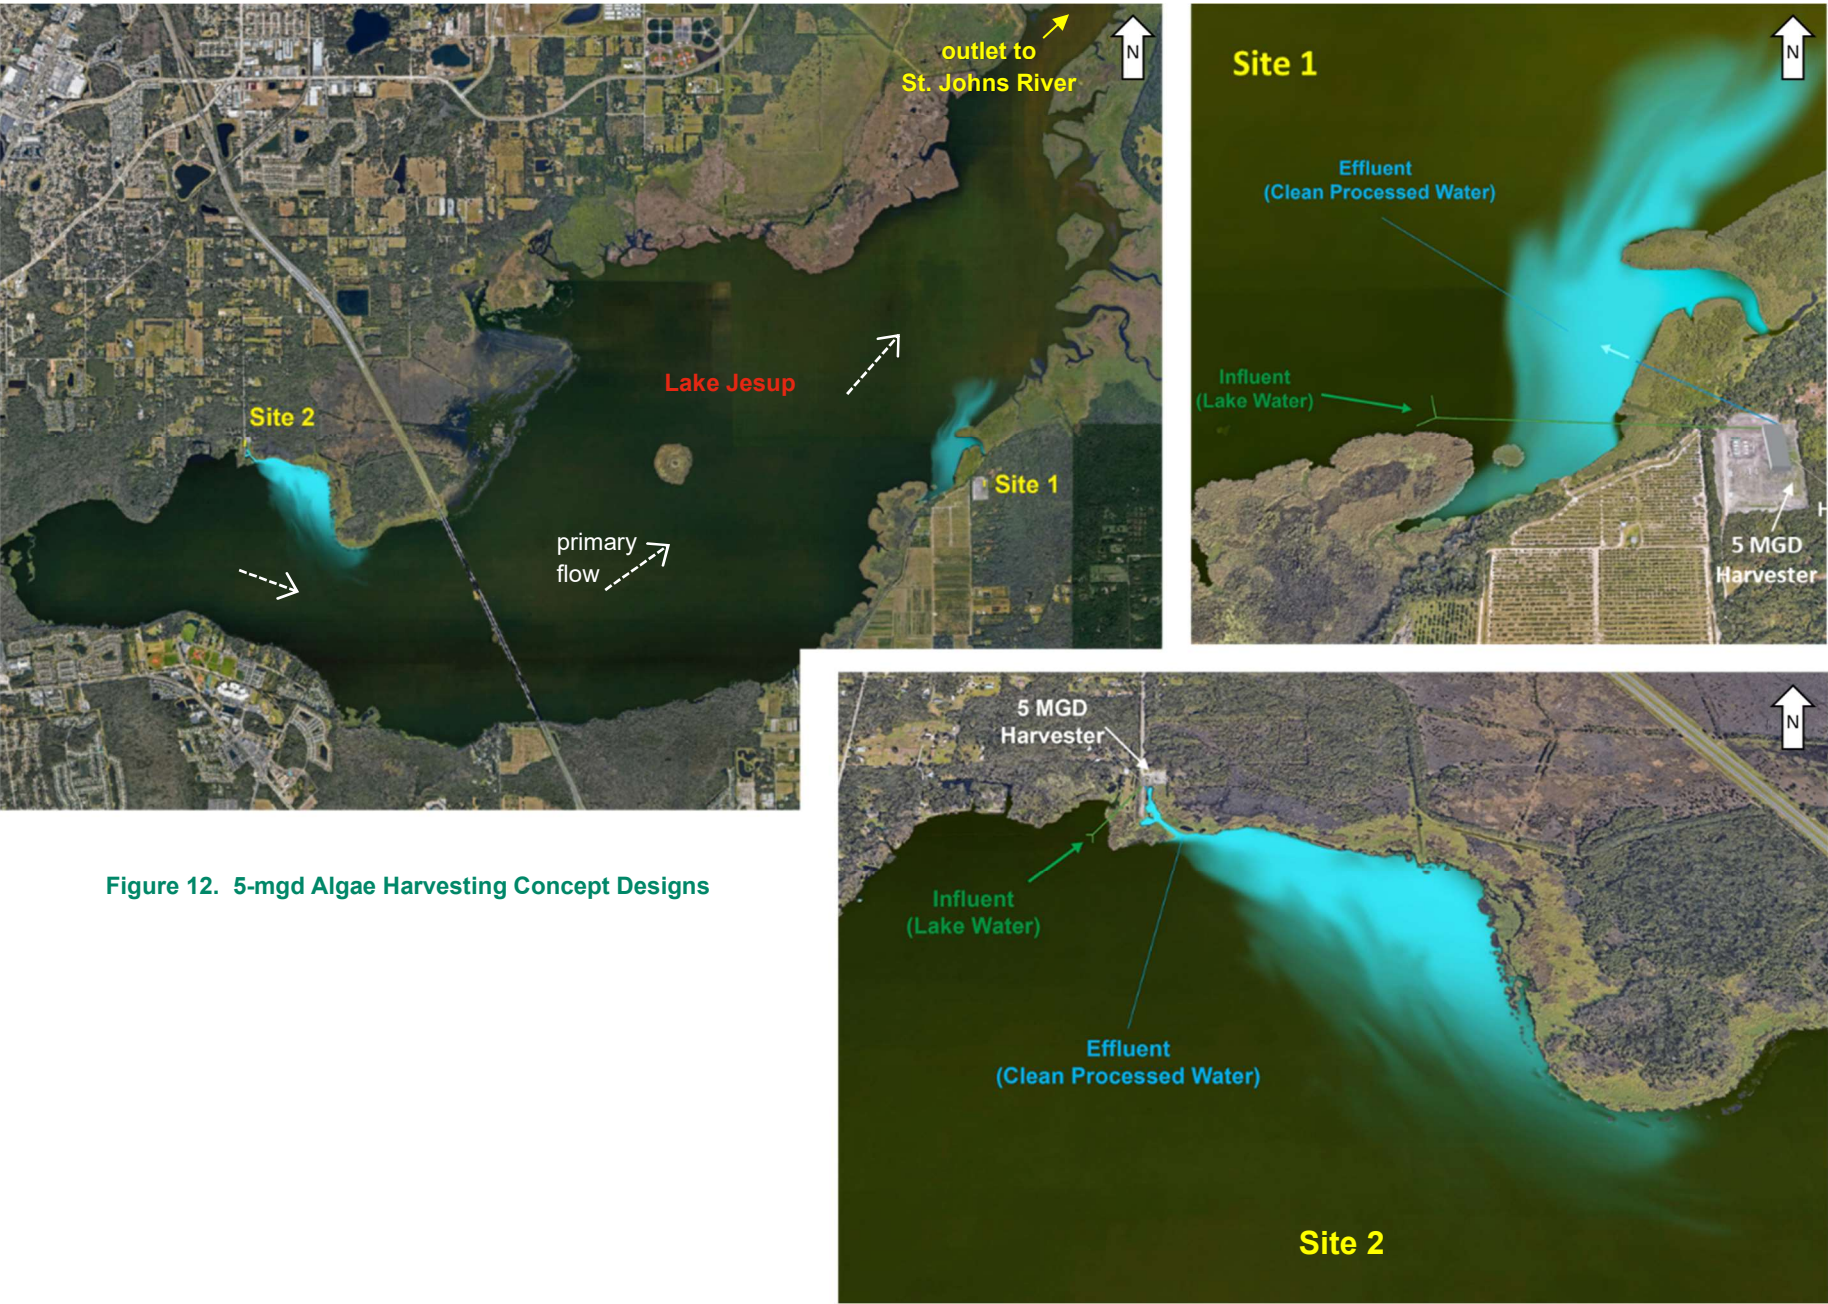 outlet to
St. Johns River
N
Site 2
Lake Jesup
Site 1
primary
flow
Site 1
N
Effluent
(Clean Processed Water)
Influent
(Lake Water)
5 MGD
Harvester
H
5 MGD
Harvester
N
Influent
(Lake Water)
Effluent
(Clean Processed Water)
Site 2
Figure 12. 5-mgd Algae Harvesting Concept Designs